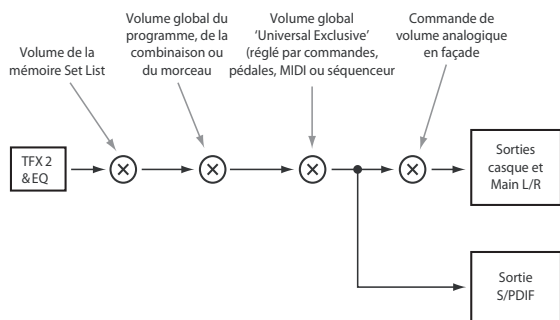 Volume de la
mémoire Set List
Volume global du
programme, de la
combinaison ou
du morceau
Volume global
‘Universal Exclusive’
(réglé par commandes,
pédales, MIDI ou séquenceur
Commande de
volume analogique
en façade
TFX 2
& EQ
Sorties
casque et
Main L/R
Sortie
S/PDIF